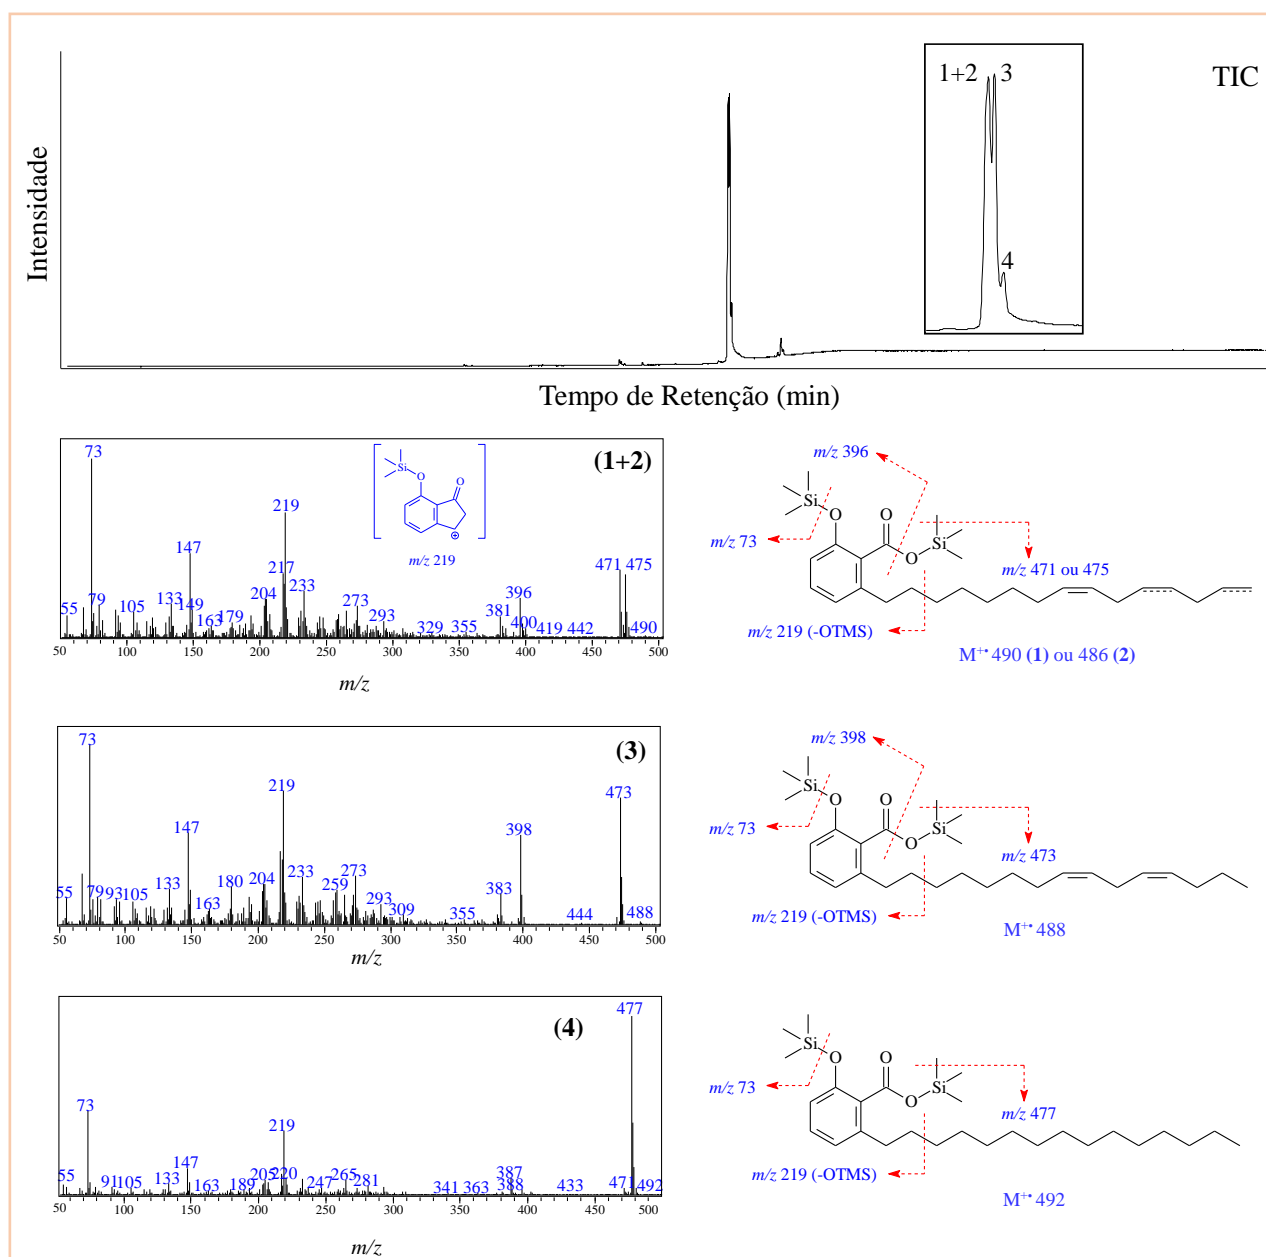 TIC
1+2
3
4
Intensidade
Tempo de Retenção (min)
(1+2)
73
219
147
217
471
475
55
79
105
133
149
163
179
204
233
273
293
329
355
381
396
400
419
442
490
Si
O
O
m/z 219
50 100 150 200 250 300 350 400 450 500
m/z
m/z 396
Si
O
O
O
Si
m/z 73
m/z 471 ou 475
m/z 219 (-OTMS)
M+• 490 (1) ou 486 (2)
(3)
73
219
147
473
398
55
79
93
105
133
163
180
204
233
259
273
293
309
355
383
444
488
50 100 150 200 250 300 350 400 450 500
m/z
m/z 398
Si
O
O
O
Si
m/z 73
m/z 473
m/z 219 (-OTMS)
M+• 488
(4)
477
73
219
147
55
91
105
133
163
189
205
220
247
265
281
341
363
387
388
433
471
492
50 100 150 200 250 300 350 400 450 500
m/z
Si
O
O
O
Si
m/z 73
m/z 477
m/z 219 (-OTMS)
M+• 492